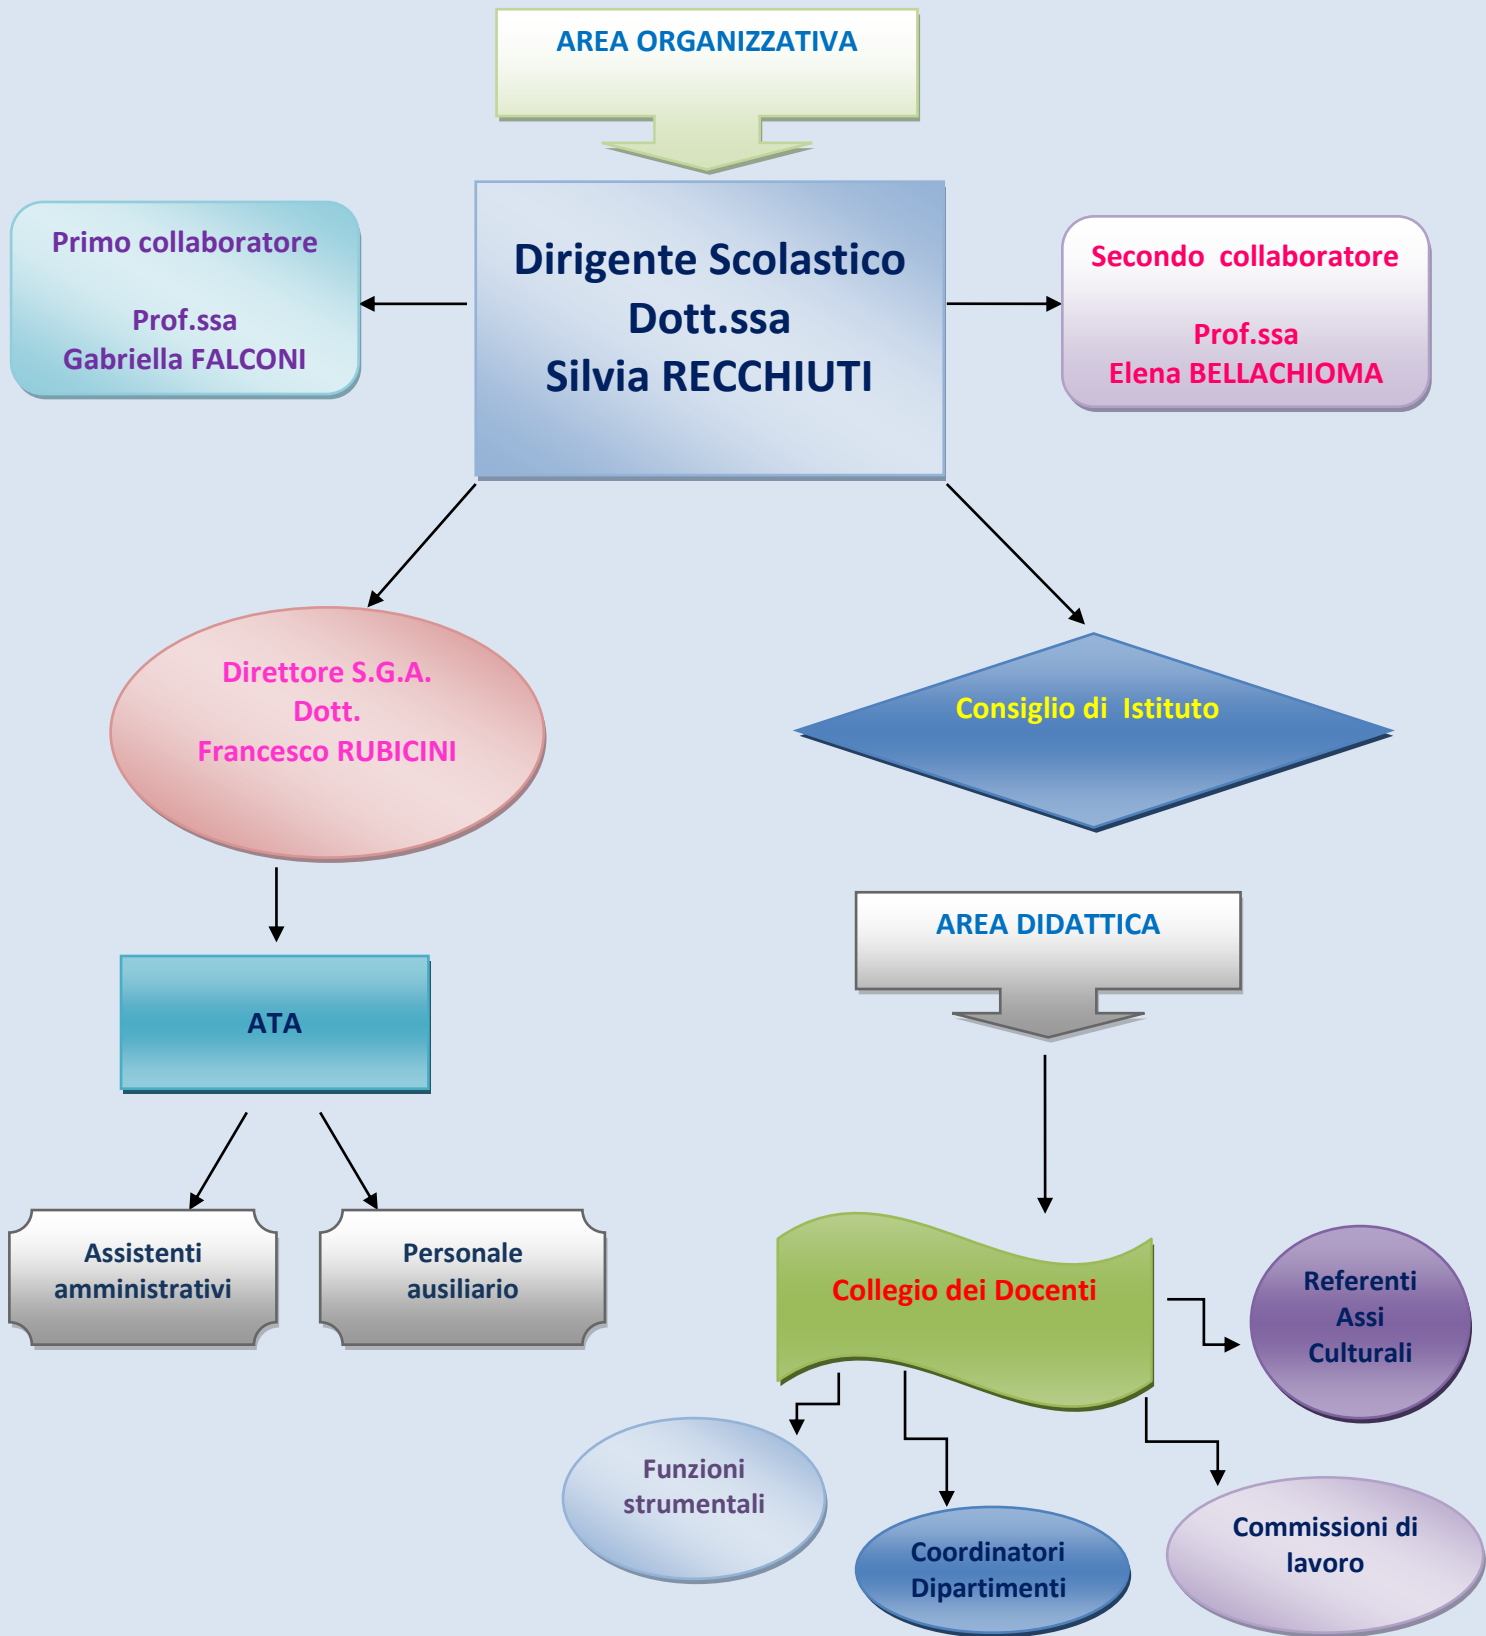 AREA ORGANIZZATIVA
Dirigente Scolastico
Dott.ssa
Silvia RECCHIUTI
Primo collaboratore
Prof.ssa
Gabriella FALCONI
Secondo  collaboratore
Prof.ssa
Elena BELLACHIOMA
Direttore S.G.A.
Dott.
Francesco RUBICINI
Consiglio di  Istituto
ATA
Assistenti
amministrativi
Personale
ausiliario
AREA DIDATTICA
Collegio dei Docenti
Referenti
Assi
Culturali
Funzioni
strumentali
Coordinatori
Dipartimenti
Commissioni di
lavoro